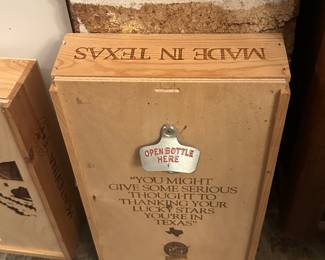 MADE IN TEXAS
OPEN BOTTLE
HERE
"YOU MIGHT
GIVE SOME SERIOUS
THOUGHT TO
THANKING YOUR
LUCKY STARS
YOU'RE IN
TEXAS"